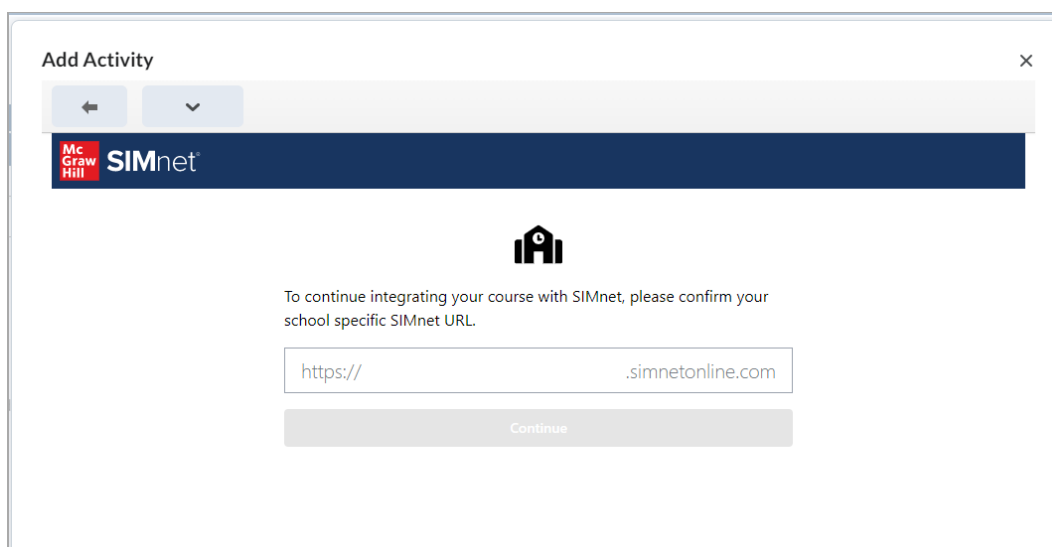 Add Activity
Mc
Graw
Hill
SIMnet®
To continue integrating your course with SIMnet, please confirm your
school specific SIMnet URL.
https:// .simnetonline.com
Continue